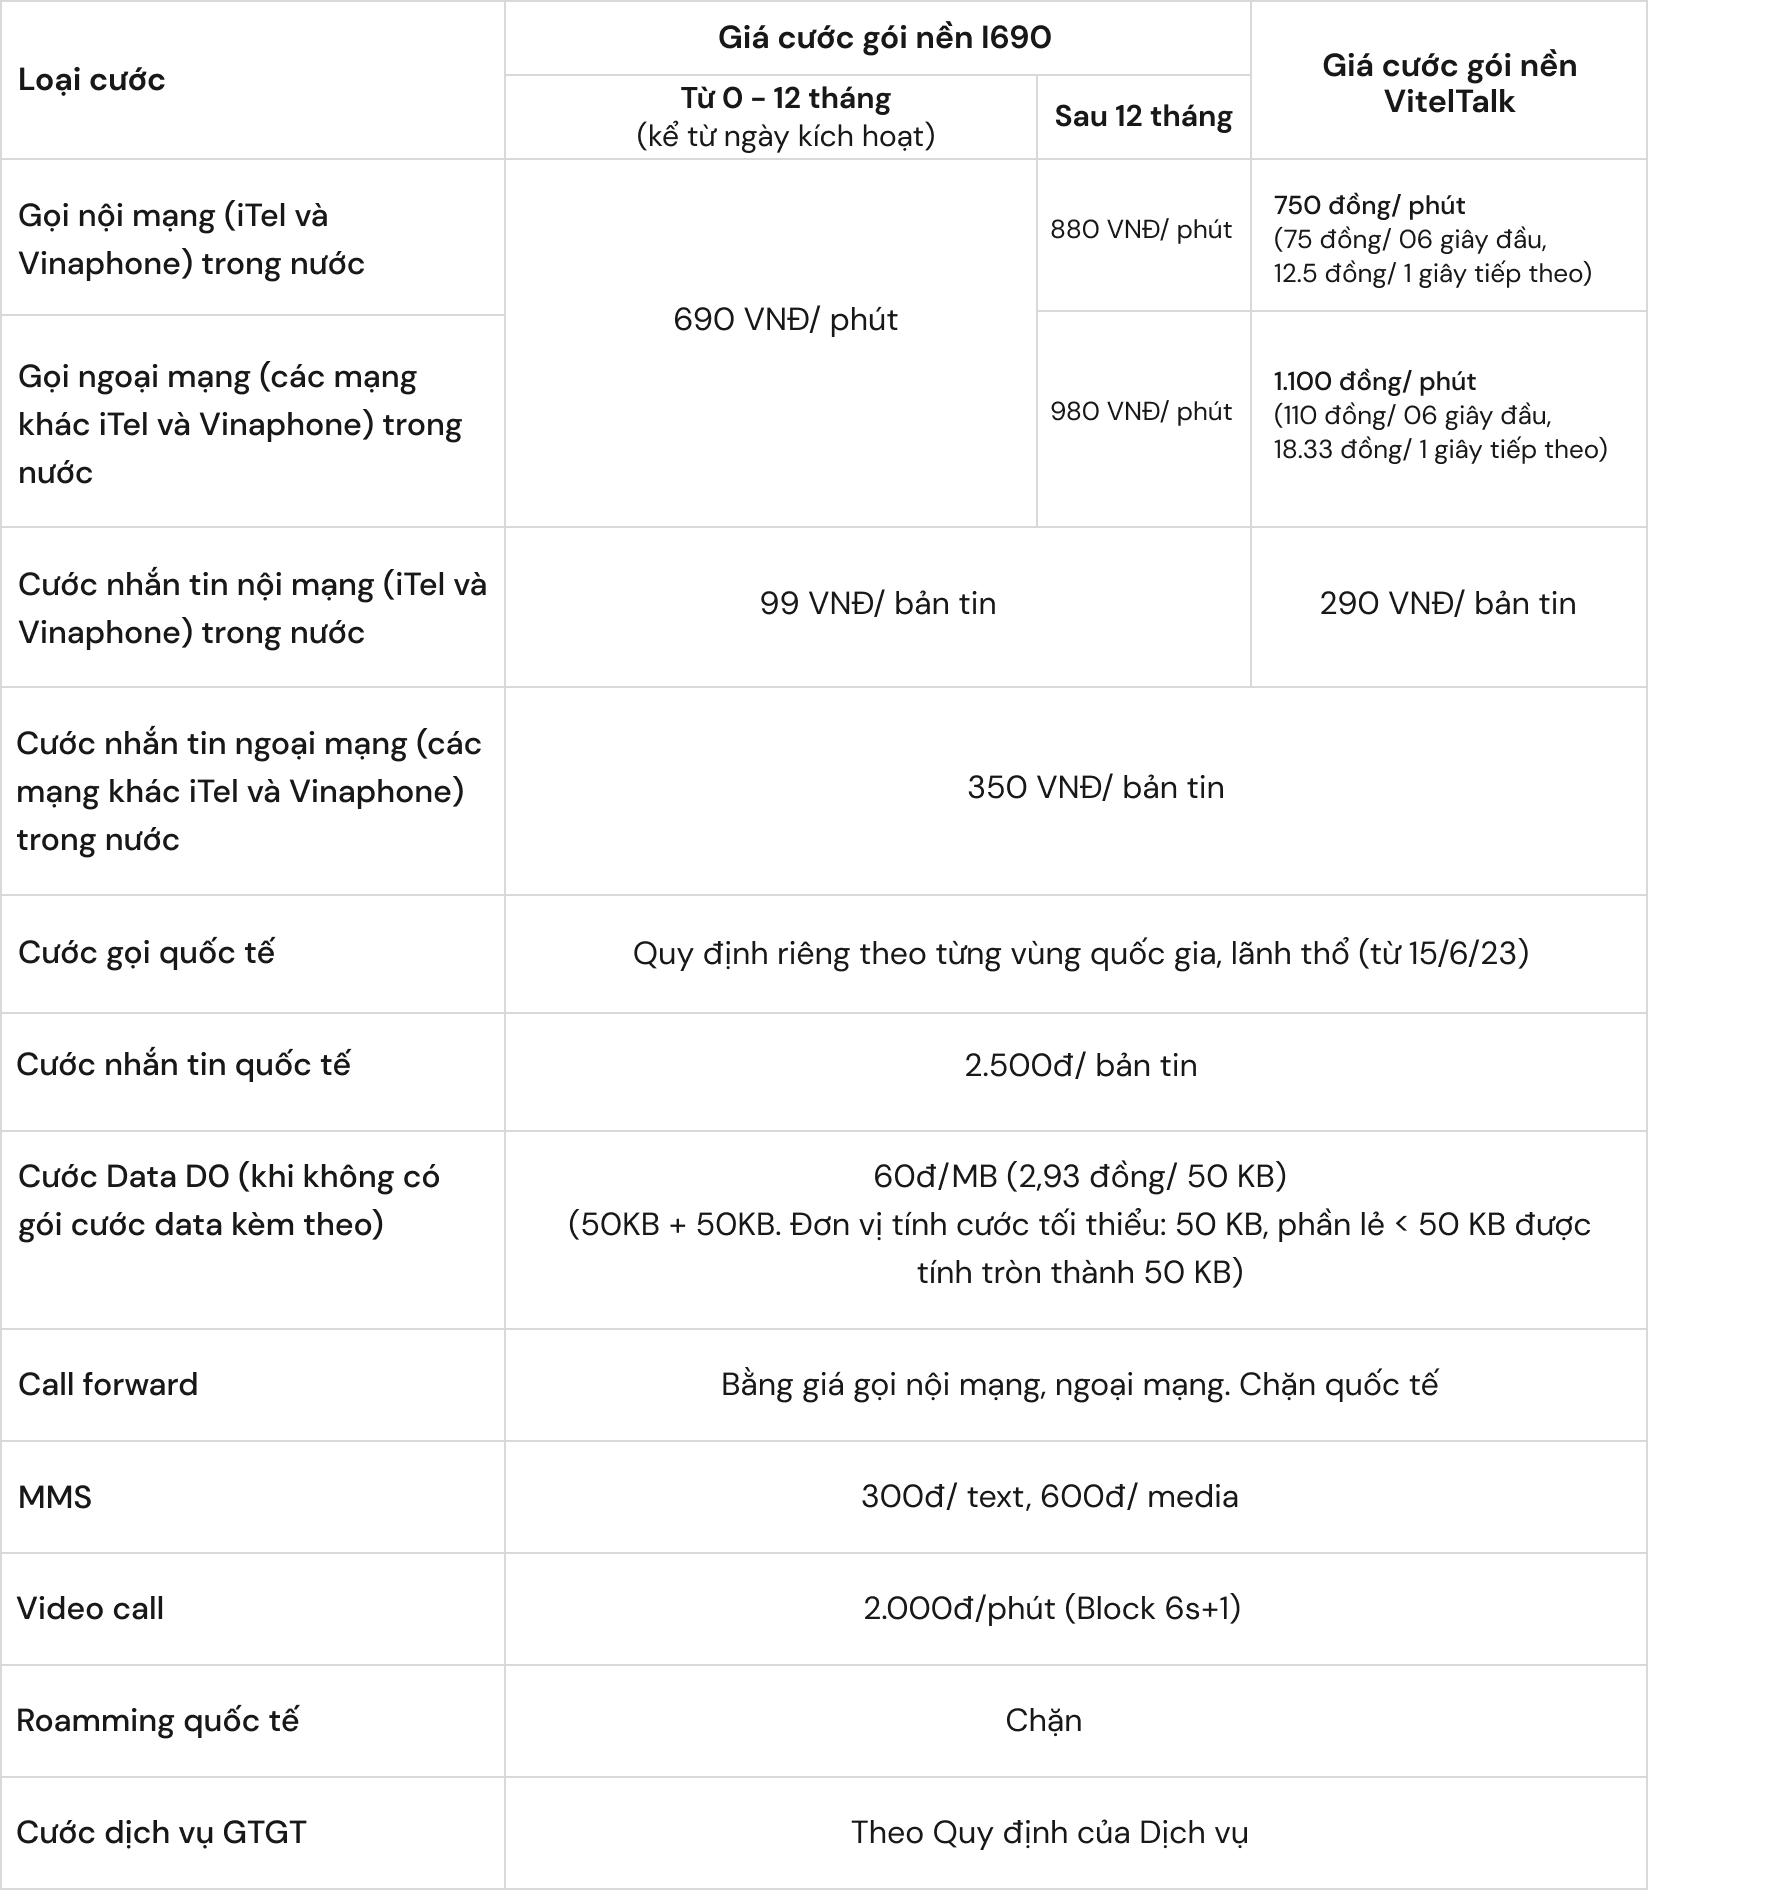 Loại cước
Giá cước gói nền I690
Từ 0 - 12 tháng
(kể từ ngày kích hoạt)
Sau 12 tháng
Giá cước gói nền
VitelTalk
Gọi nội mạng (iTel và
Vinaphone) trong nước
690 VNĐ/ phút
880 VNĐ/ phút
750 đồng/ phút
(75 đồng/ 06 giây đầu,
12.5 đồng/ 1 giây tiếp theo)
Gọi ngoại mạng (các mạng
khác iTel và Vinaphone) trong
nước
980 VNĐ/ phút
1.100 đồng/ phút
(110 đồng/ 06 giây đầu,
18.33 đồng/ 1 giây tiếp theo)
Cước nhắn tin nội mạng (iTel và
Vinaphone) trong nước
99 VNĐ/ bản tin
290 VNĐ/ bản tin
Cước nhắn tin ngoại mạng (các
mạng khác iTel và Vinaphone)
trong nước
350 VNĐ/ bản tin
Cước gọi quốc tế
Quy định riêng theo từng vùng quốc gia, lãnh thổ (từ 15/6/23)
Cước nhắn tin quốc tế
2.500đ/ bản tin
Cước Data D0 (khi không có
gói cước data kèm theo)
60đ/MB (2,93 đồng/ 50 KB)
(50KB + 50KB. Đơn vị tính cước tối thiểu: 50 KB, phần lẻ < 50 KB được
tính tròn thành 50 KB)
Call forward
Bằng giá gọi nội mạng, ngoại mạng. Chặn quốc tế
MMS
300đ/ text, 600đ/ media
Video call
2.000đ/phút (Block 6s+1)
Roamming quốc tế
Chặn
Cước dịch vụ GTGT
Theo Quy định của Dịch vụ